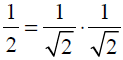 1/2 = 1/√2 · 1/√2